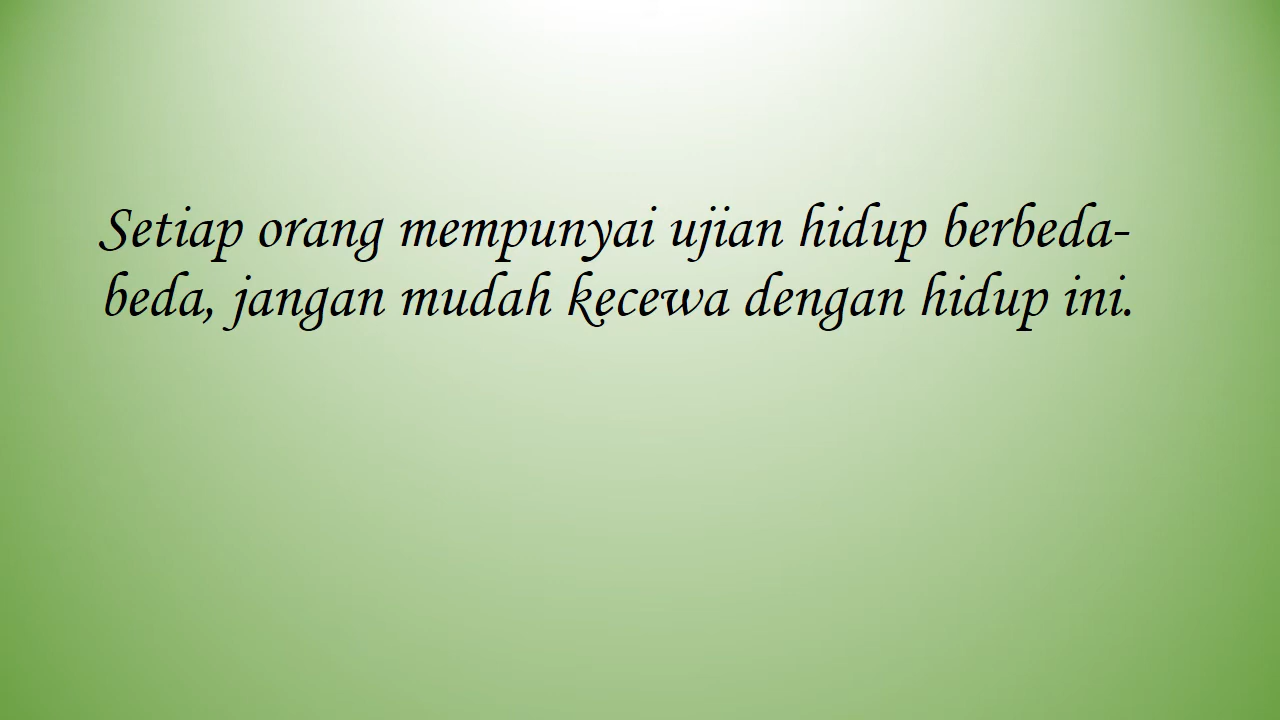 Setiap orang mempunyai ujian hidup berbeda-
beda, jangan mudah kecewa dengan hidup ini.